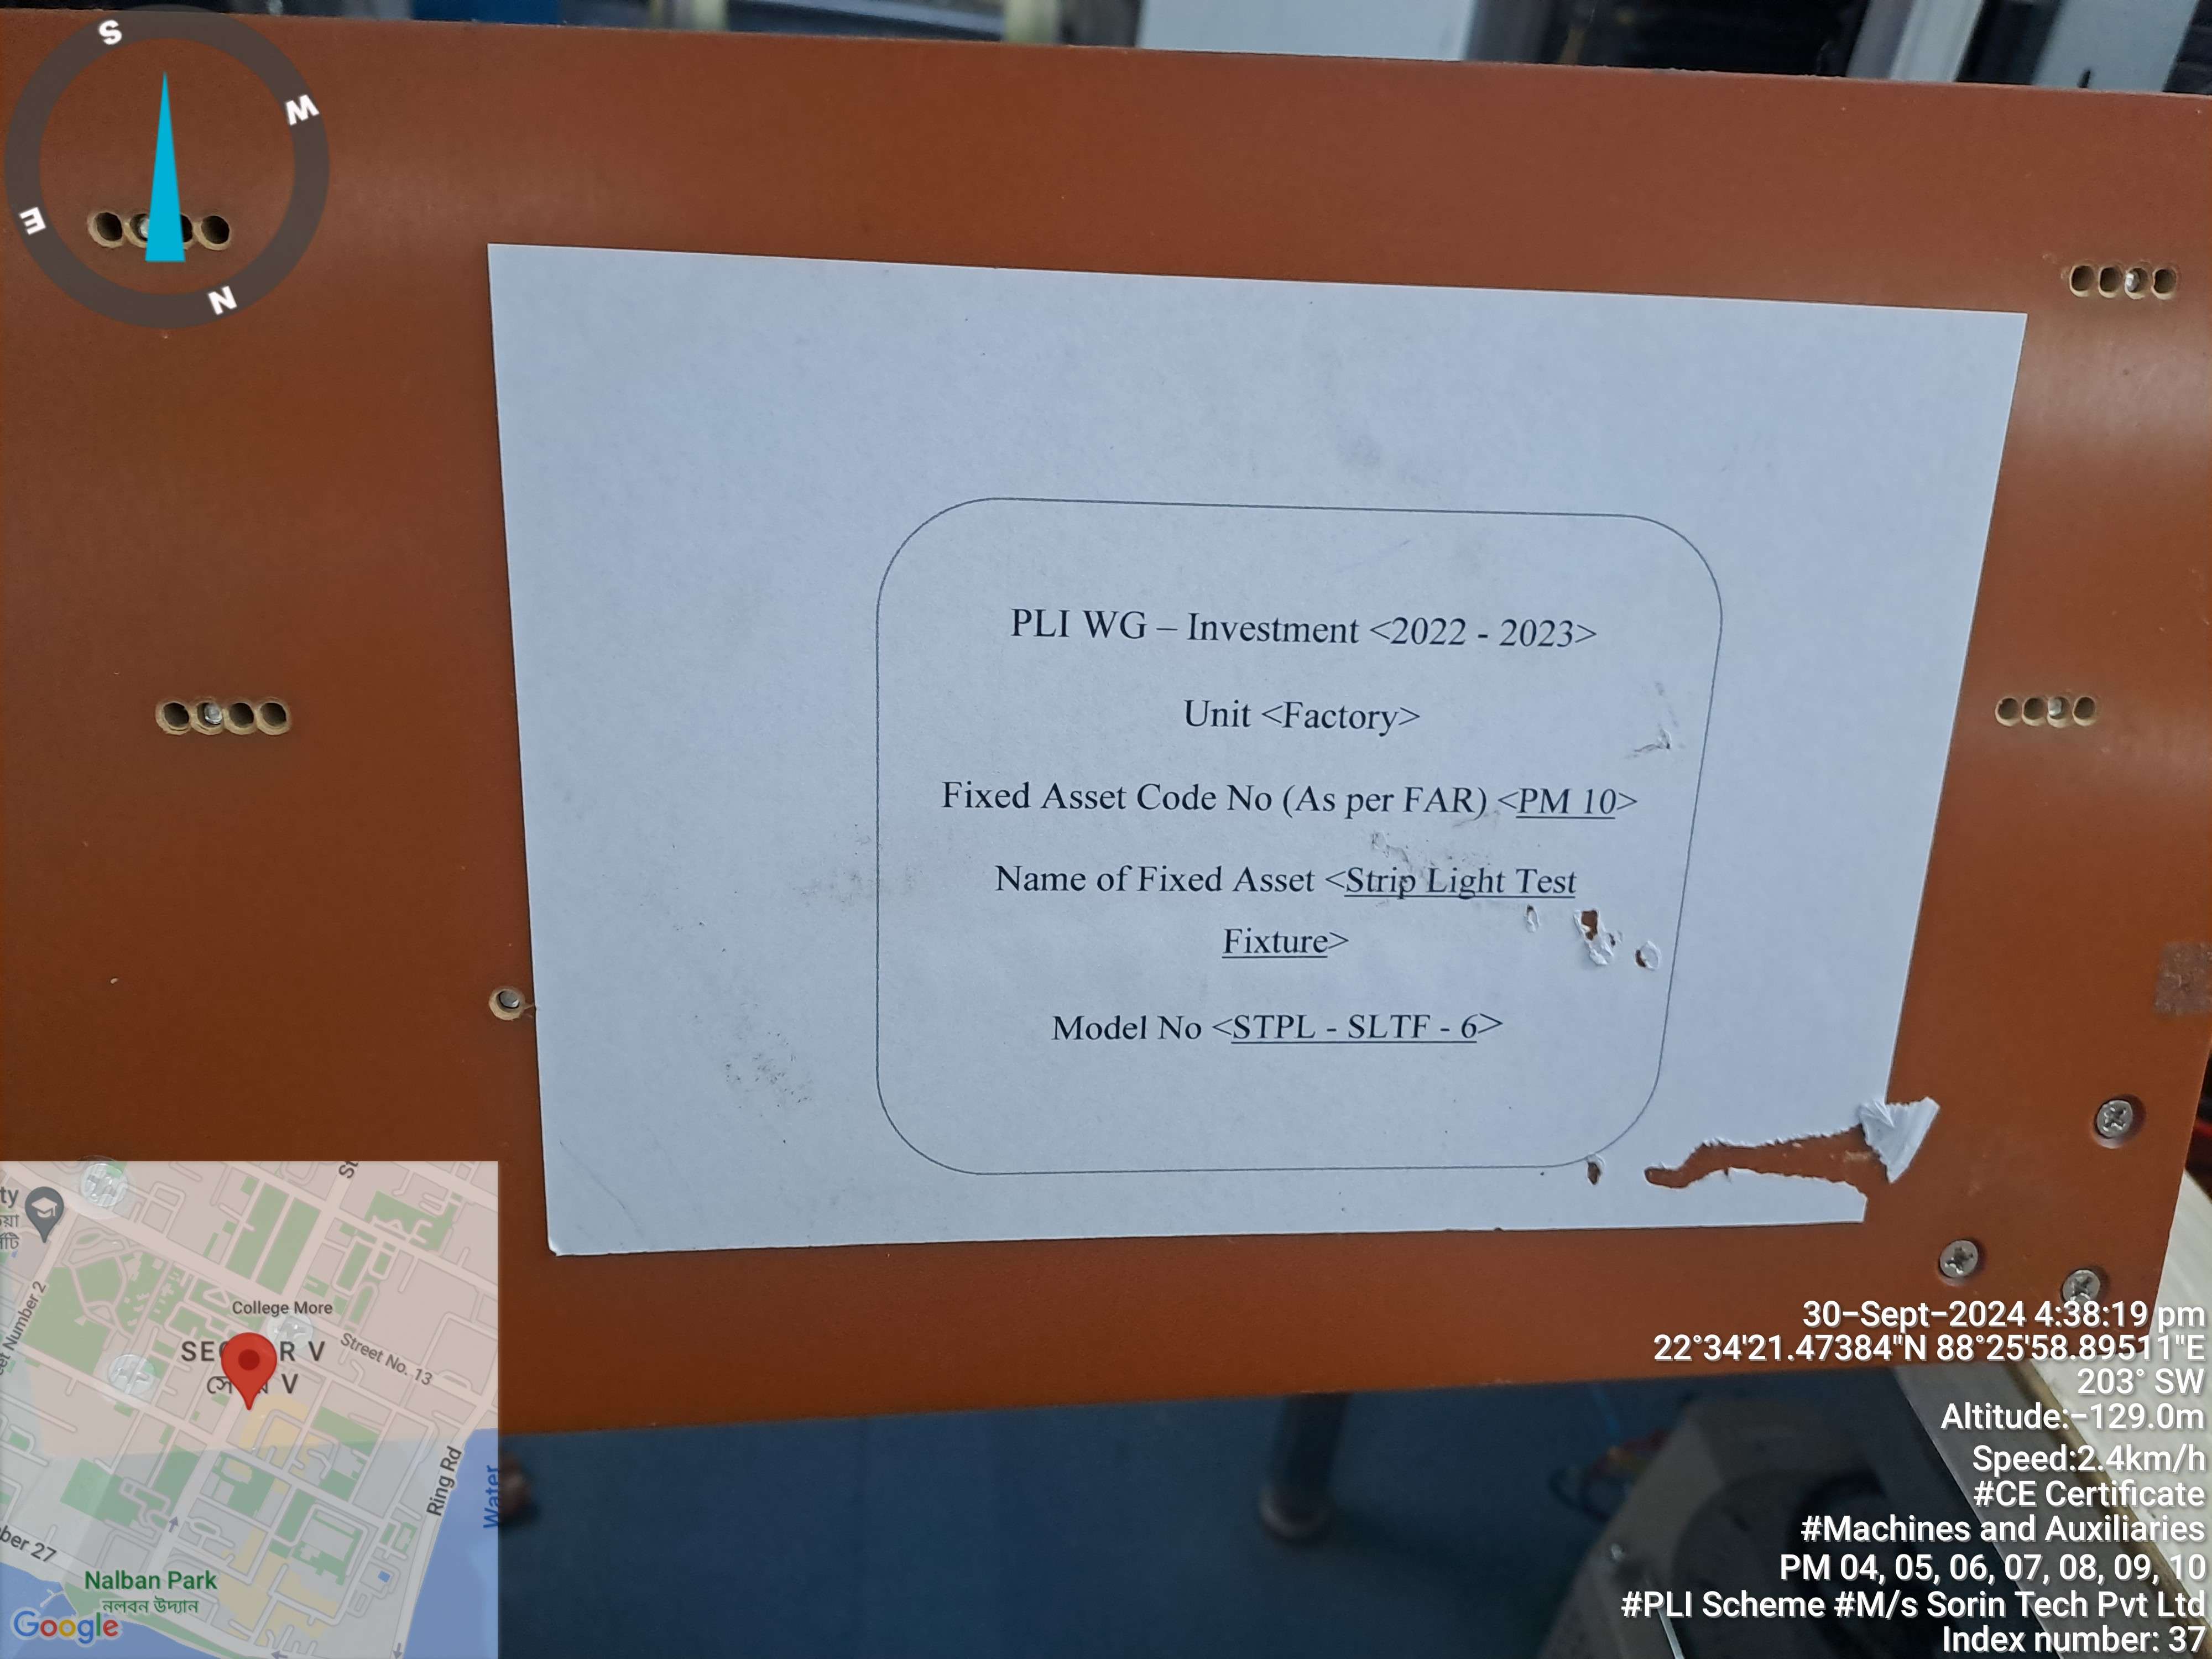 S
W
E
N
PLI WG – Investment <2022 - 2023>
Unit <Factory>
Fixed Asset Code No (As per FAR) <PM 10>
Name of Fixed Asset <Strip Light Test
Fixture>
Model No <STPL - SLTF - 6>
College More
Street No. 13
Ring Rd
Water
Nalban Park
নলবন উদ্যান
Google
30-Sept-2024 4:38:19 pm
22°34'21.47384"N 88°25'58.89511"E
203° SW
Altitude:-129.0m
Speed:2.4km/h
#CE Certificate
#Machines and Auxiliaries
PM 04, 05, 06, 07, 08, 09, 10
#PLI Scheme #M/s Sorin Tech Pvt Ltd
Index number: 37